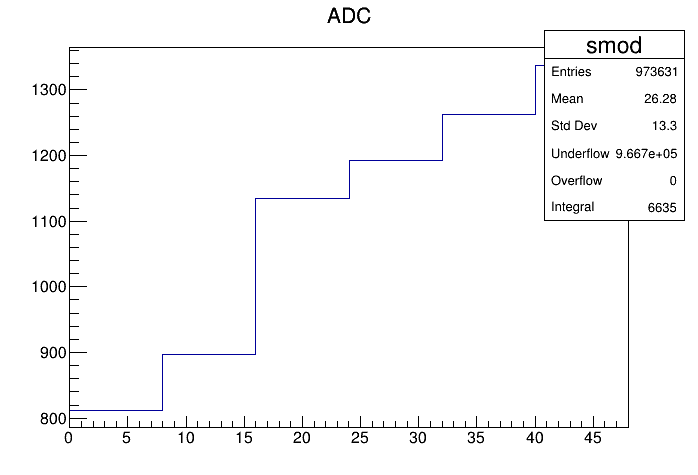 ADC
smod
Entries 973631
Mean 26.28
Std Dev 13.3
Underflow 9.667e+05
Overflow 0
Integral 6635
1300
1200
1100
1000
900
800
0 5 10 15 20 25 30 35 40 45